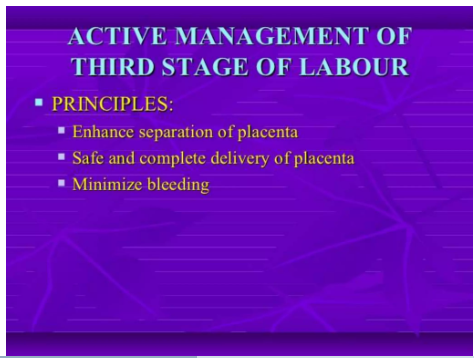 ACTIVE MANAGEMENT OF
THIRD STAGE OF LABOUR
PRINCIPLES:
Enhance separation of placenta
Safe and complete delivery of placenta
Minimize bleeding